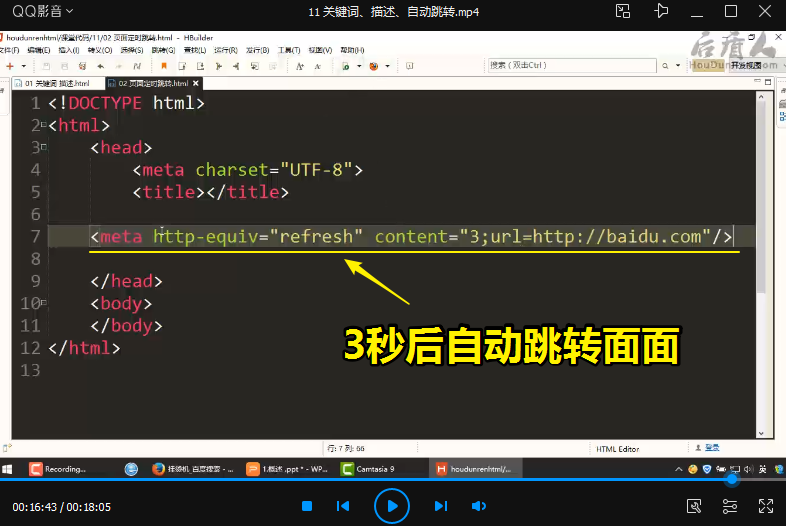 QQ影音
11 关键词、描述、自动跳转.mp4
houdunrenhtml/课堂代码/11/02 页面定时跳转.html - HBuilder
文件(F) 编辑(E) 插入(I) 转义(O) 选择(S) 跳转(G) 查找(L) 运行(R) 发行(B) 工具(T) 视图(V) 帮助(H)
后盾人
搜索 ( 双击Ctrl )
HouDun
.com
开发视图
01 关键词 描述.html
02 页面定时跳转.html
1 <!DOCTYPE html>
2 <html>
3 <head>
4 <meta charset="UTF-8">
5 <title></title>
6
7 <meta http-equiv="refresh" content="3;url=http://baidu.com"/>
8
9 </head>
10 <body>
11 </body>
12 </html>
13
3秒后自动跳转面面
行: 7 列: 66
HTML Editor
登录
Recording...
_百度搜索 - ...
1.概述 .ppt * - WP...
Camtasia 9
houdunrenhtml/...
英
00:16:43 / 00:18:05